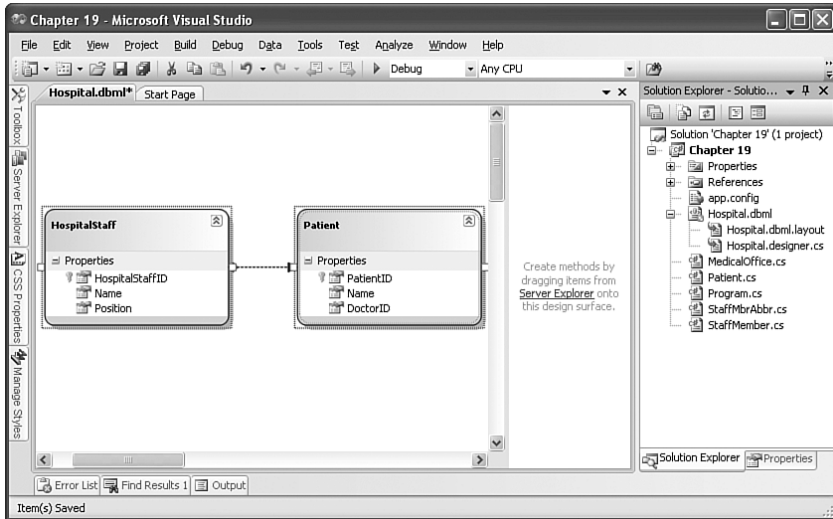 Chapter 19 - Microsoft Visual Studio
File Edit View Project Build Debug Data Tools Test Analyze Window Help
Debug Any CPU
Hospital.dbml* Start Page
Toolbox
Server Explorer
CSS Properties
Manage Styles
HospitalStaff
Properties
HospitalStaffID
Name
Position
Patient
Properties
PatientID
Name
DoctorID
Create methods by
dragging items from
Server Explorer onto
this design surface.
Solution Explorer - Solutio...
Solution 'Chapter 19' (1 project)
Chapter 19
Properties
References
app.config
Hospital.dbml
Hospital.dbml.layout
Hospital.designer.cs
MedicalOffice.cs
Patient.cs
Program.cs
StaffMbrAbbr.cs
StaffMember.cs
Solution Explorer Properties
Error List Find Results 1 Output
Item(s) Saved